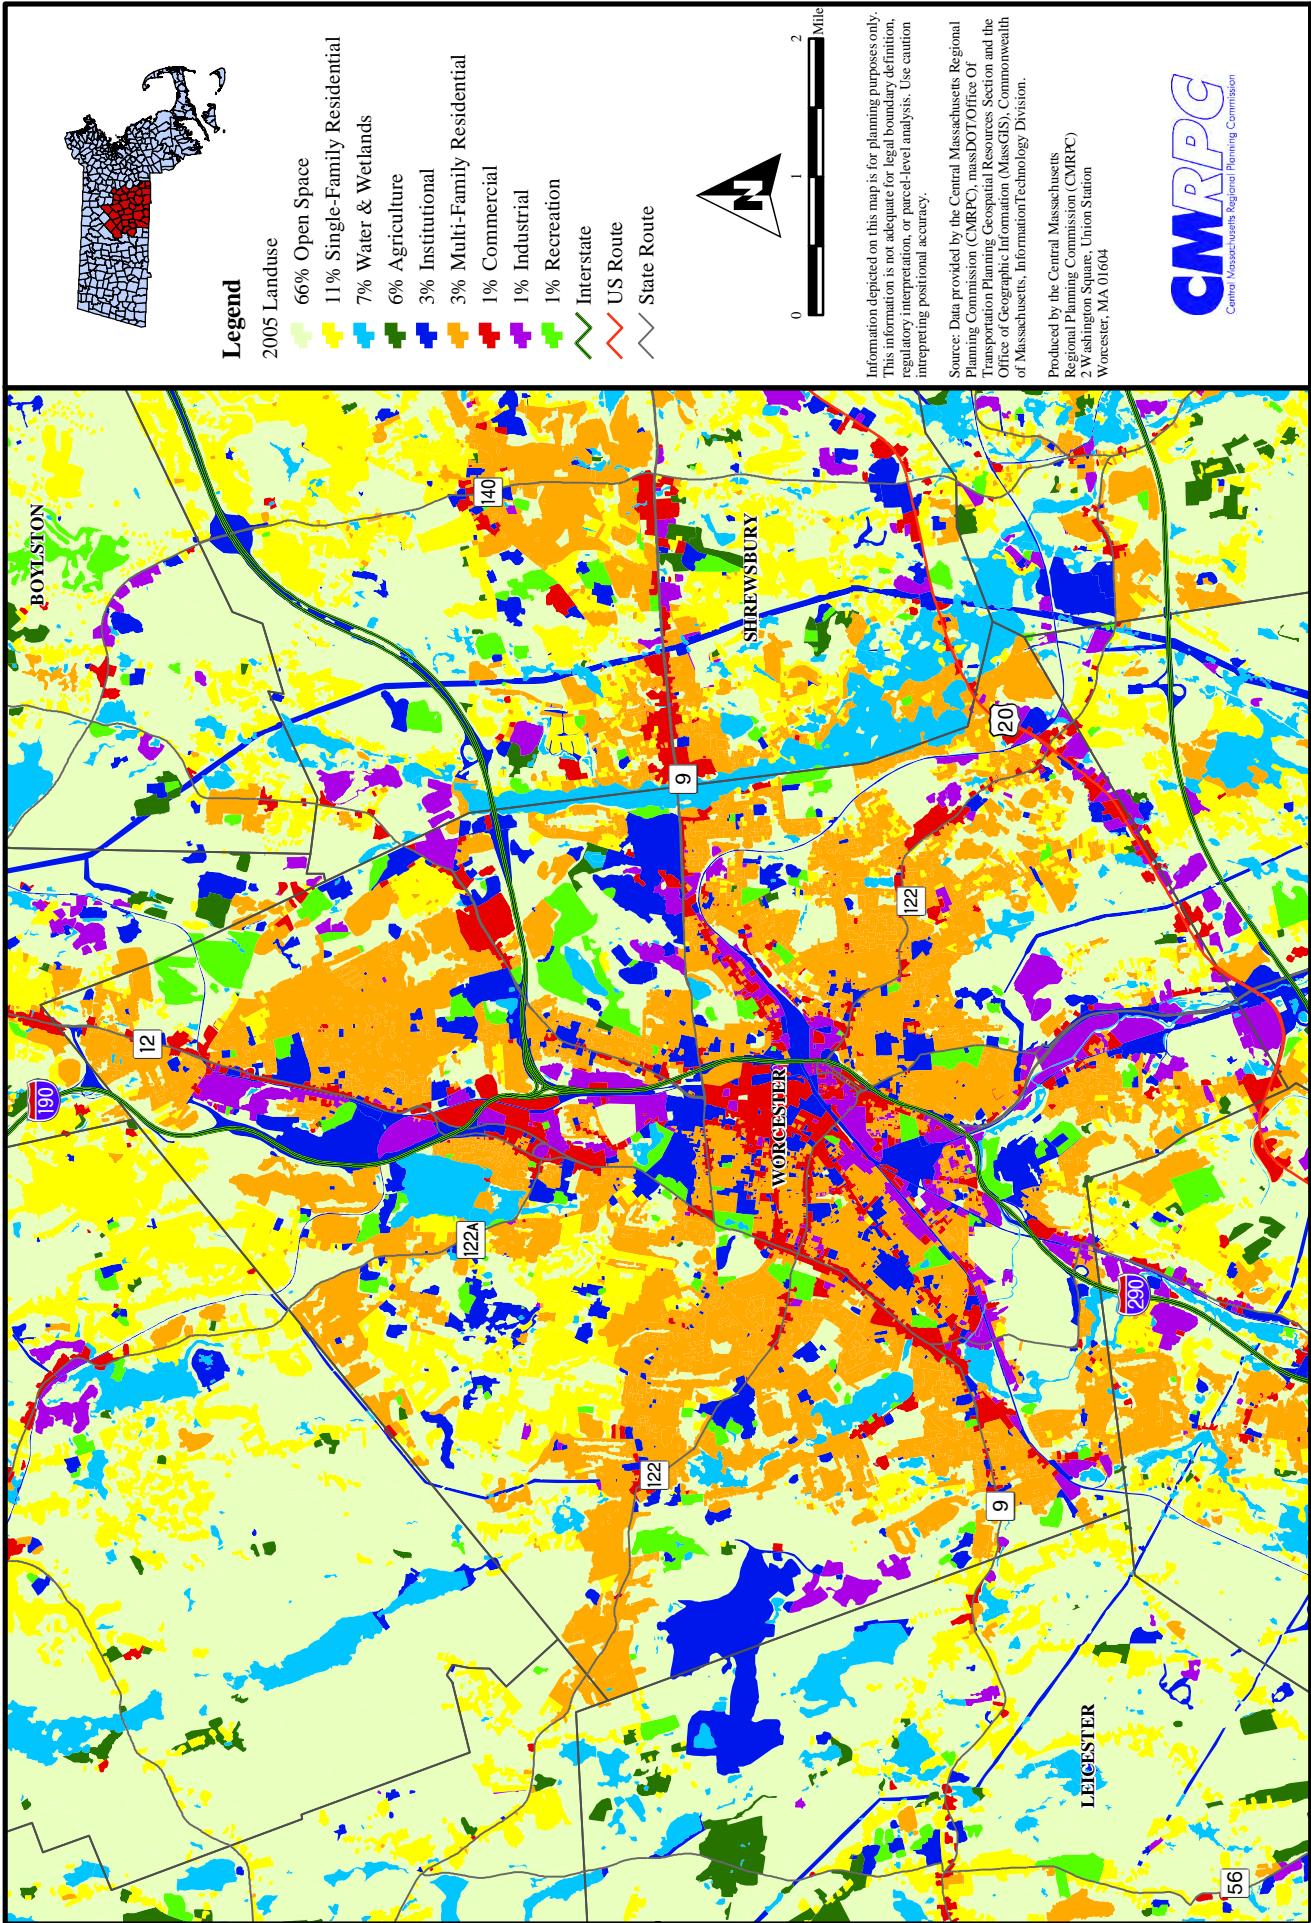 Legend
2005 Landuse
66% Open Space
11% Single-Family Residential
7% Water & Wetlands
6% Agriculture
3% Institutional
3% Multi-Family Residential
1% Commercial
1% Industrial
1% Recreation
Interstate
US Route
State Route
N
0 1 2
Mile
Information depicted on this map is for planning purposes only.
This information is not adequate for legal boundary definition,
regulatory interpretation, or parcel-level analysis. Use caution
intrepreting positional accuracy.
Source: Data provided by the Central Massachusetts Regional
Planning Commission (CMRPC), massDOT/Office Of
Transportation Planning Geospatial Resources Section and the
Office of Geographic Information (MassGIS), Commonwealth
of Massachusetts, InformationTechnology Division.
Produced by the Central Massachusetts
Regional Planning Commission (CMRPC)
2 Washington Square, Union Station
Worcester, MA 01604
CMRPC
Central Massachusetts Regional Planning Commission
BOYLSTON
140
SHREWSBURY
9
20
122
12
190
WORCESTER
122A
290
122
9
LEICESTER
56